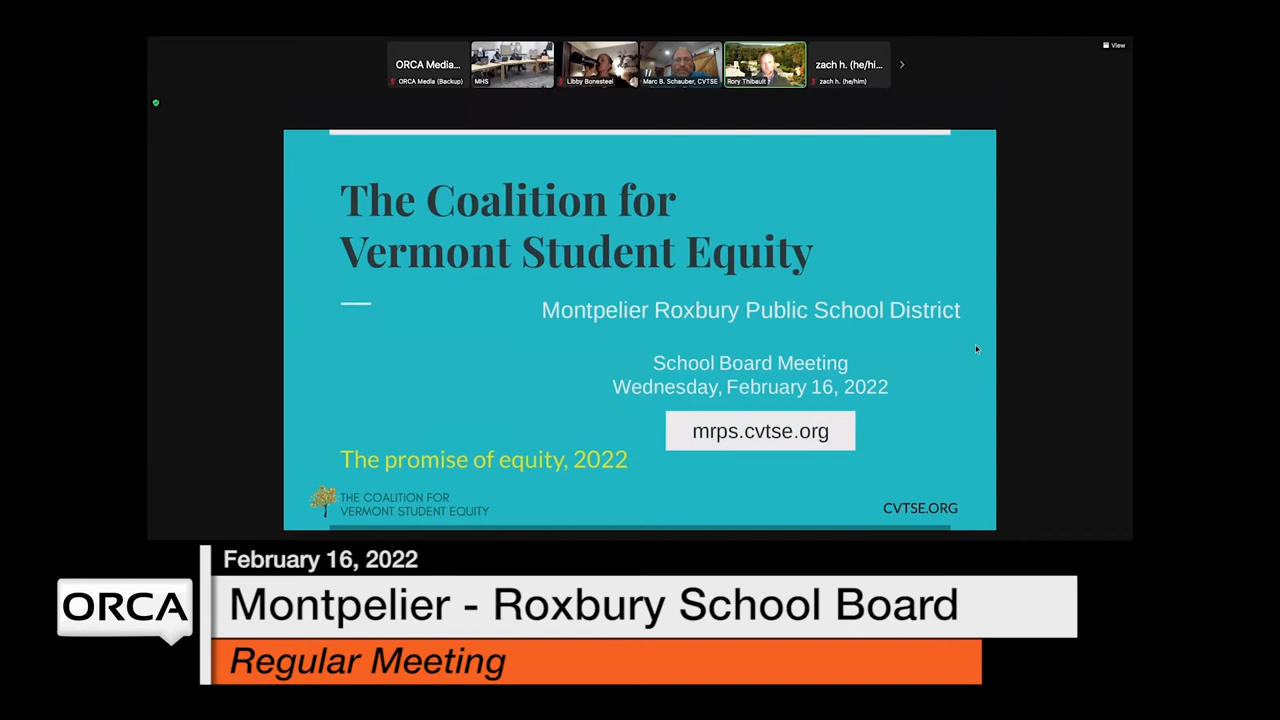 View
ORCA Media...
zach h. (he/hi...
ORCA Media (Backup)
MHS
Libby Bonesteel
Marc B. Schauber, CVTSE
Rory Thibault
zach h. (he/him)
The Coalition for
Vermont Student Equity
Montpelier Roxbury Public School District
School Board Meeting
Wednesday, February 16, 2022
mrps.cvtse.org
The promise of equity, 2022
THE COALITION FOR
VERMONT STUDENT EQUITY
CVTSE.ORG
February 16, 2022
ORCA
Montpelier - Roxbury School Board
Regular Meeting